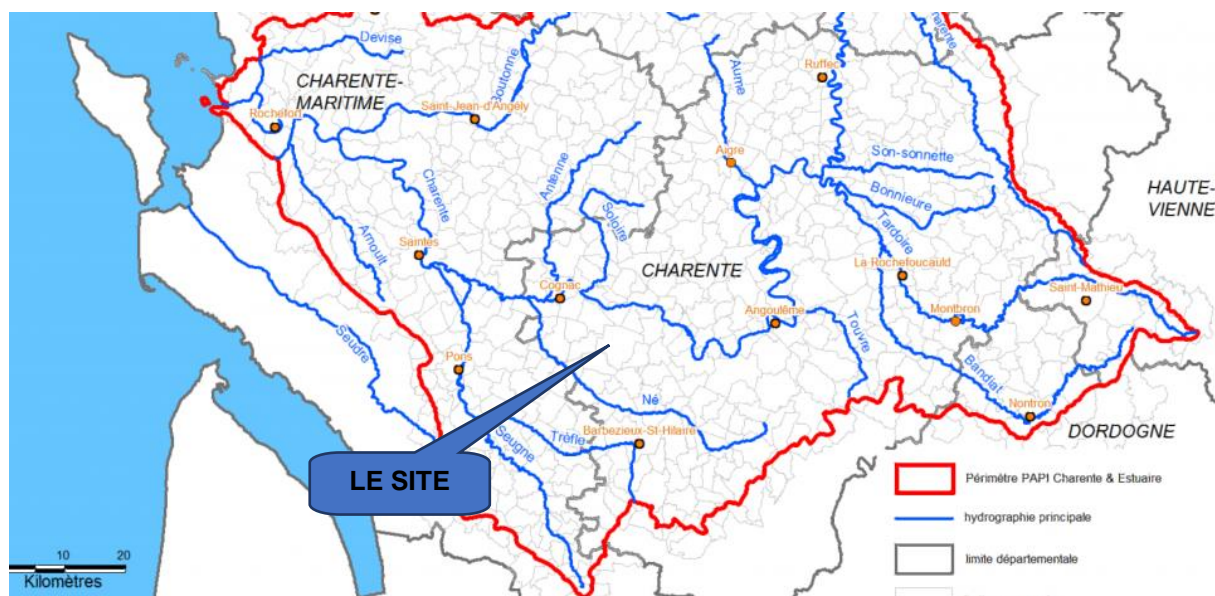 Devise
Boutonne
Aume
Charente
Ruffec
CHARENTE-
MARITIME
Rochefort
Saint-Jean-d'Angély
Aigre
Son-sonnette
Antenne
Bonnieure
HAUTE-
VIENNE
Charente
Soloire
Tardoire
Arnoult
Saintes
CHARENTE
La Rochefoucauld
Cognac
Saint-Mathieu
Angoulême
Montbron
Touvre
Seudre
Pons
Bandiat
Né
Nontron
Barbezieux-St-Hilaire
DORDOGNE
Trèfle
Seugne
LE SITE
Périmètre PAPI Charente & Estuaire
hydrographie principale
limite départementale
10 20
Kilomètres